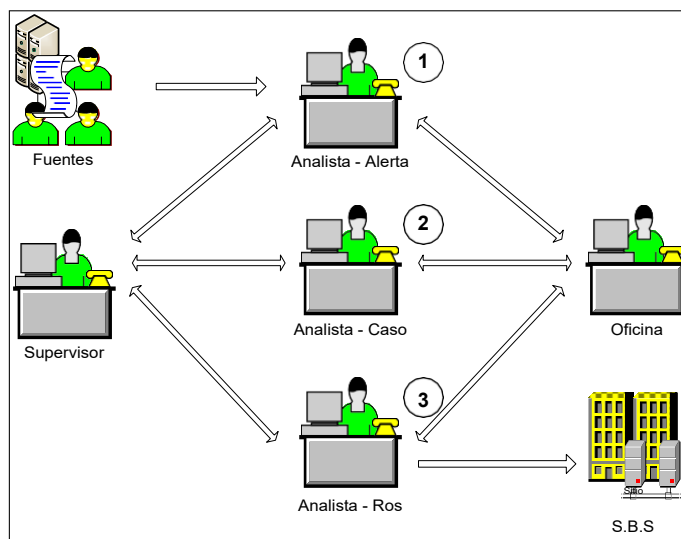 1
Fuentes
Analista - Alerta
2
Supervisor
Analista - Caso
Oficina
3
Analista - Ros
S.B.S